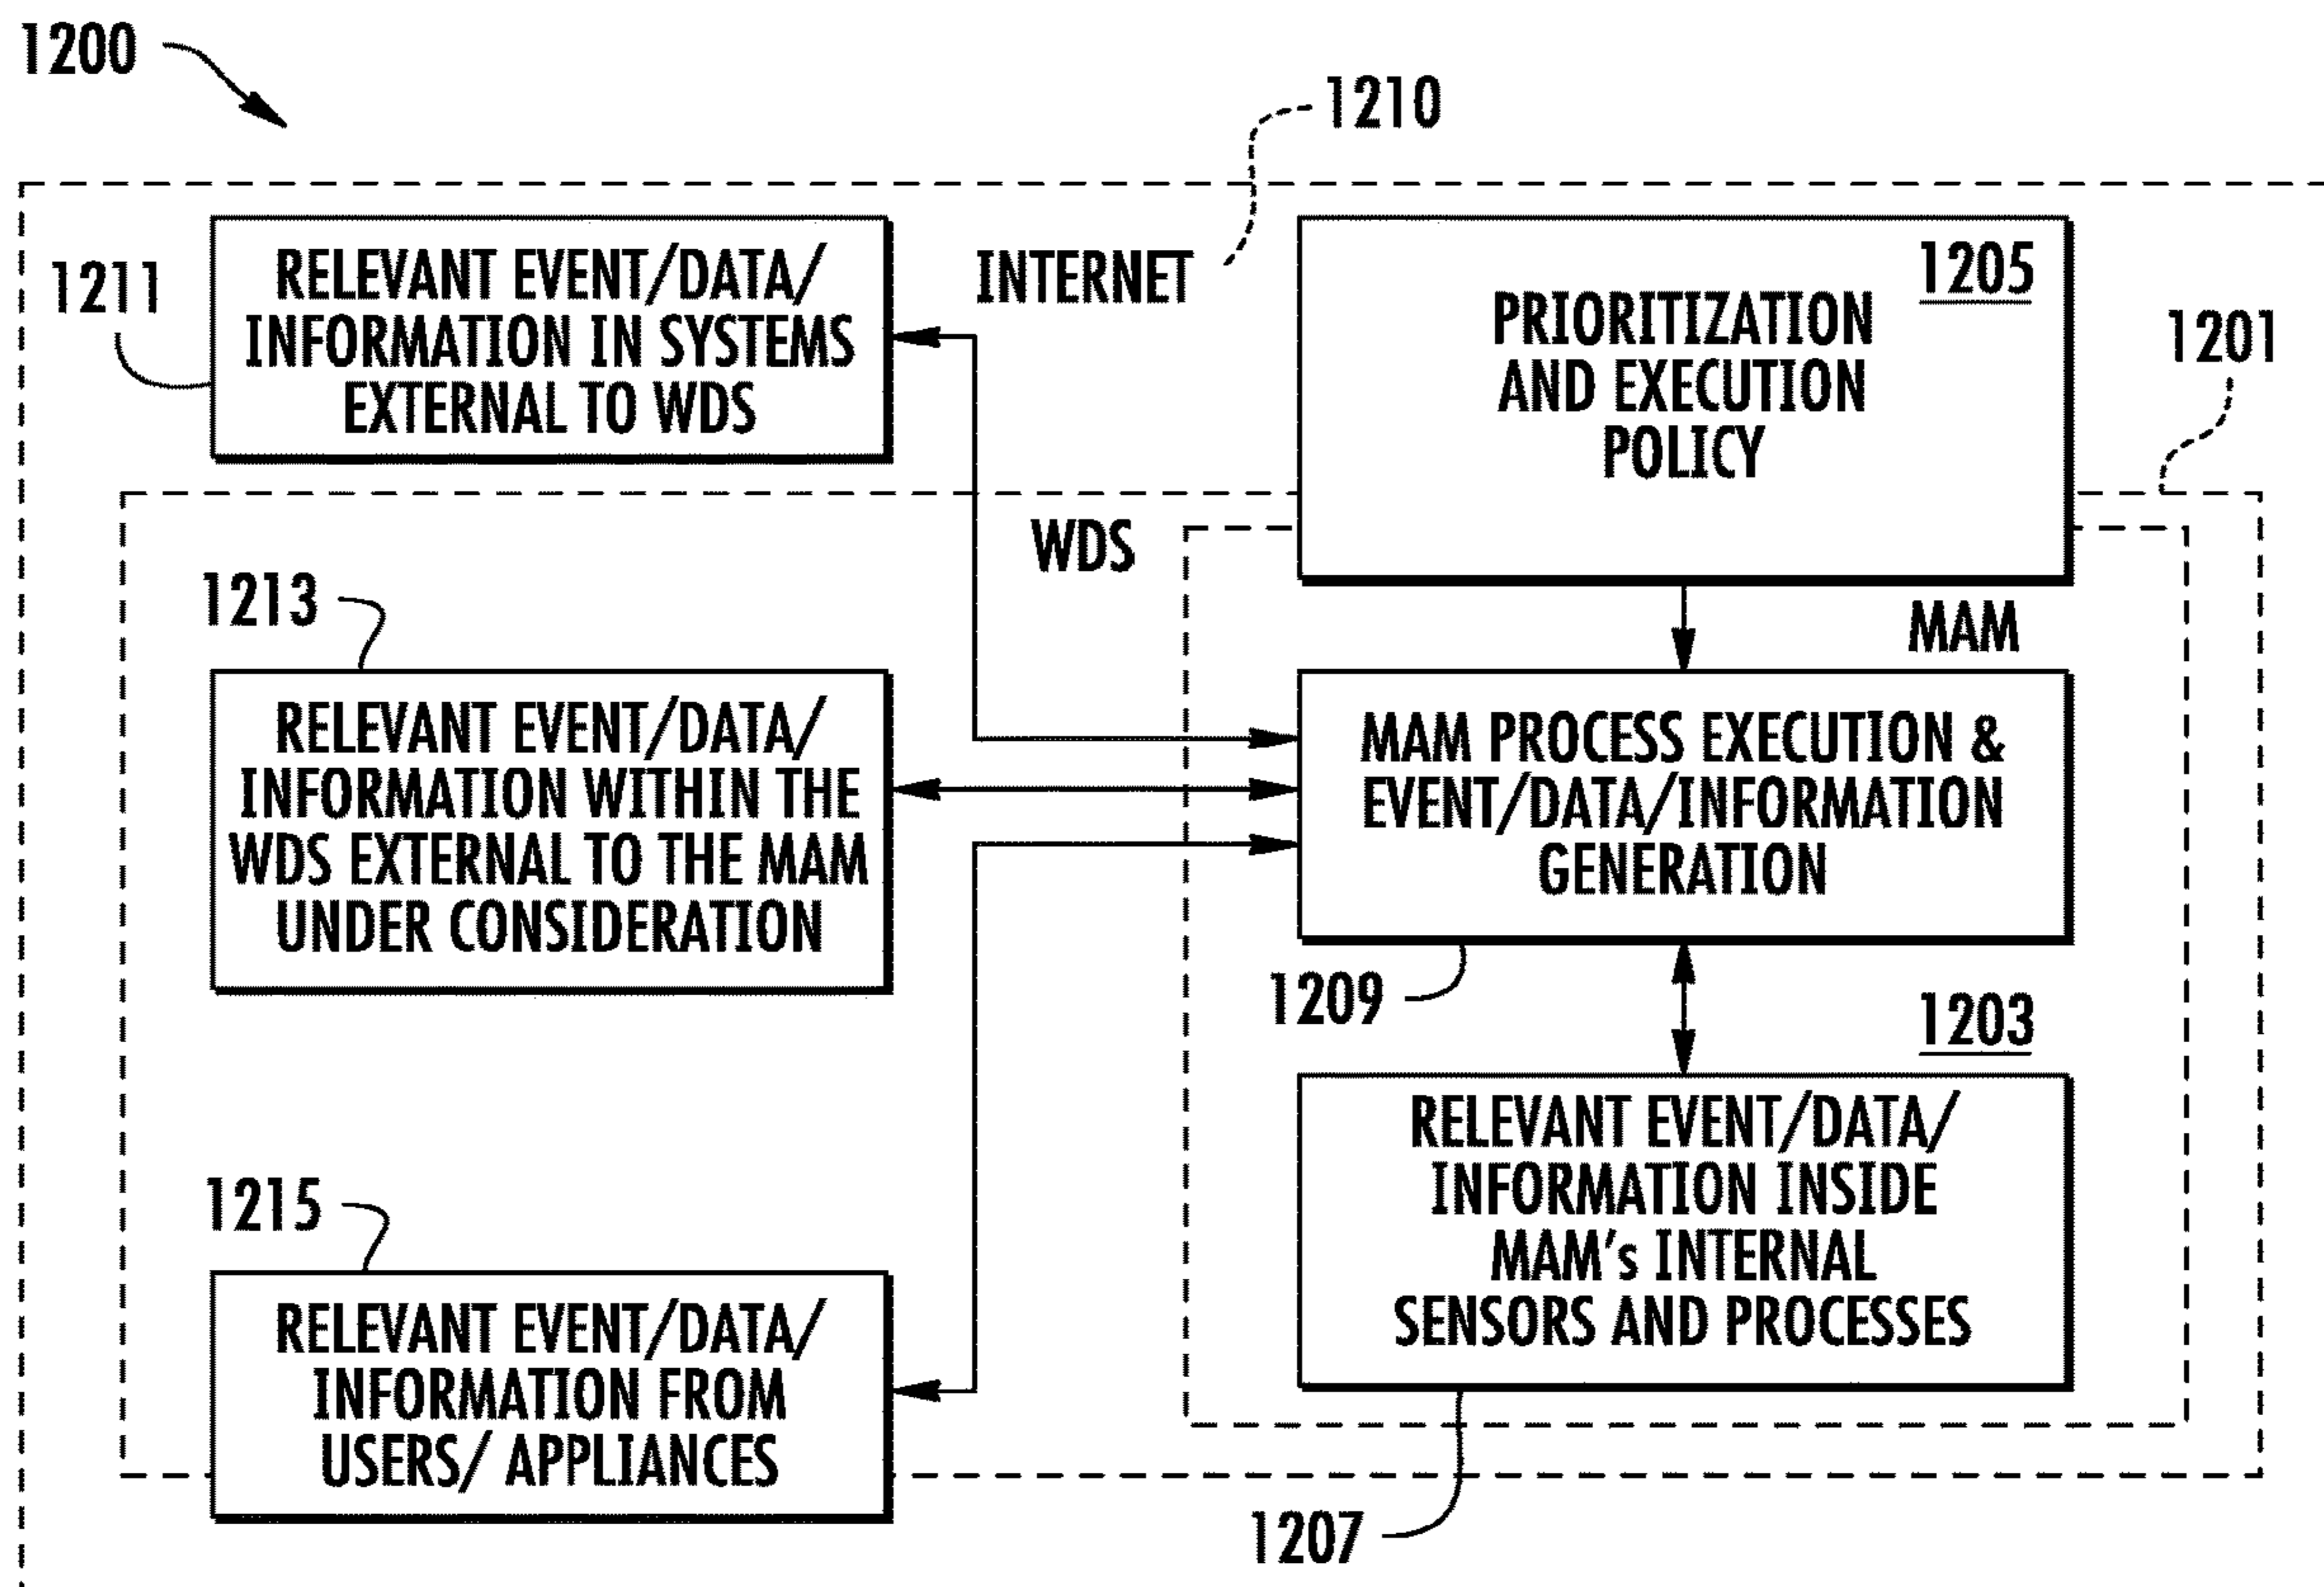 1200
1210
1211
RELEVANT EVENT/DATA/
INFORMATION IN SYSTEMS
EXTERNAL TO WDS
INTERNET
1205
PRIORITIZATION
AND EXECUTION
POLICY
1201
WDS
MAM
1213
RELEVANT EVENT/DATA/
INFORMATION WITHIN THE
WDS EXTERNAL TO THE MAM
UNDER CONSIDERATION
MAM PROCESS EXECUTION &
EVENT/DATA/INFORMATION
GENERATION
1209
1203
1215
RELEVANT EVENT/DATA/
INFORMATION FROM
USERS/ APPLIANCES
RELEVANT EVENT/DATA/
INFORMATION INSIDE
MAM's INTERNAL
SENSORS AND PROCESSES
1207